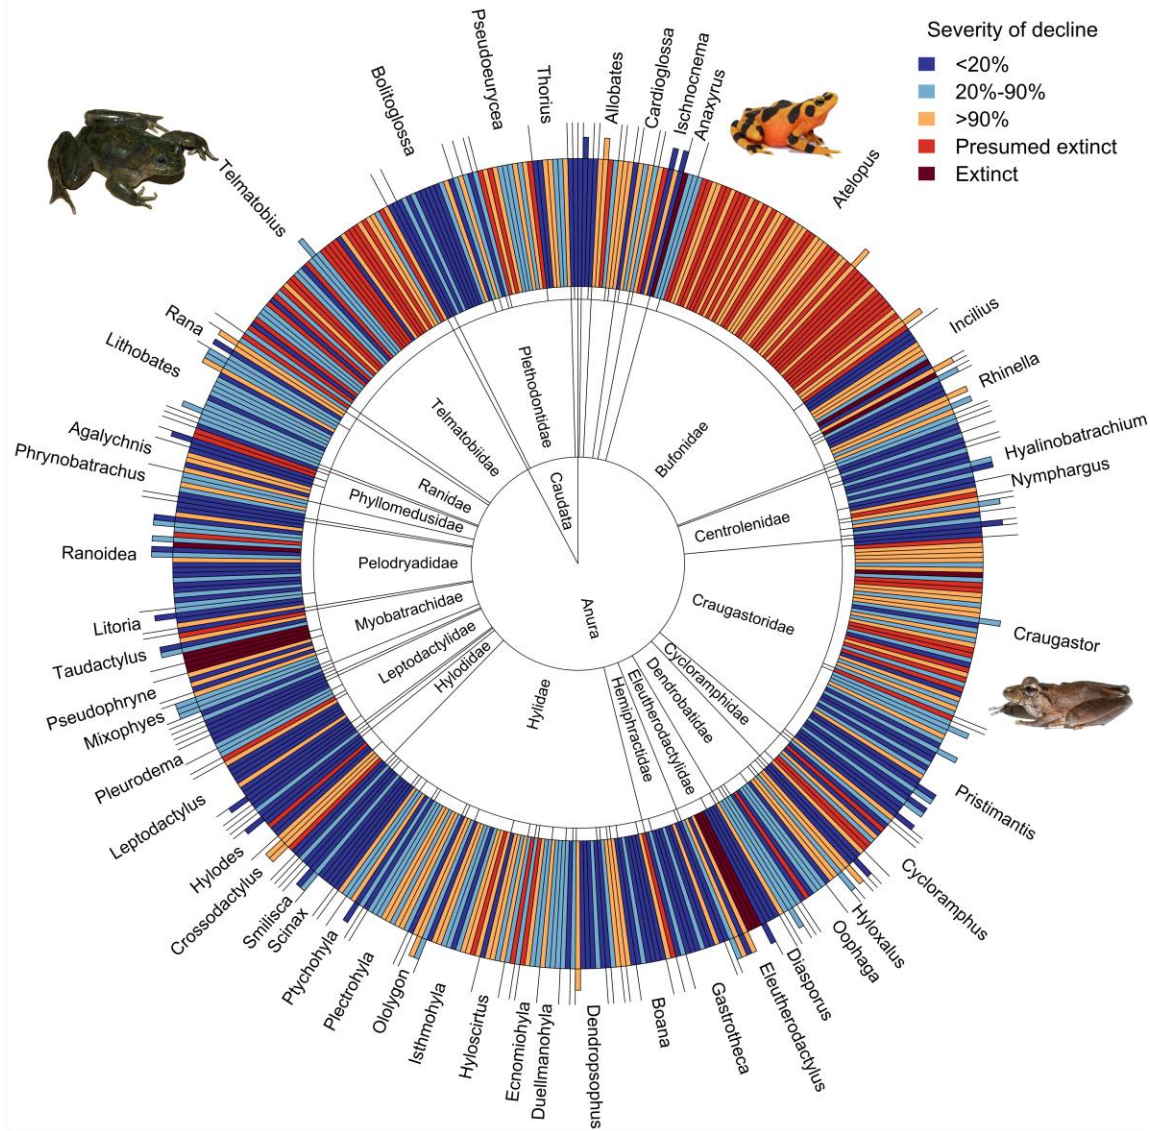 Severity of decline
<20%
20%-90%
>90%
Presumed extinct
Extinct
Telmatobius
Bolitoglossa
Pseudoeurycea
Thorius
Allobates
Cardioglossa
Ischnocnema
Anaxyrus
Atelopus
Incilius
Rhinella
Hyalinobatrachium
Nymphargus
Craugastor
Pristimantis
Cycloramphus
Hyloxalus
Oophaga
Diasporus
Eleutherodactylus
Gastrotheca
Boana
Dendropsophus
Duellmanohyla
Ecnomiohyla
Hyloscirtus
Isthmohyla
Ololygon
Plectrohyla
Ptychohyla
Scinax
Smilisca
Crossodactylus
Hylodes
Leptodactylus
Pleurodema
Mixophyes
Pseudophryne
Taudactylus
Litoria
Ranoidea
Phrynobatrachus
Agalychnis
Lithobates
Rana
Caudata
Anura
Plethodontidae
Bufonidae
Centrolenidae
Craugastoridae
Cycloramphidae
Dendrobatidae
Eleutherodactylidae
Hemiphractidae
Hylidae
Hylodidae
Leptodactylidae
Myobatrachidae
Pelodryadidae
Phyllomedusidae
Ranidae
Telmatobiidae